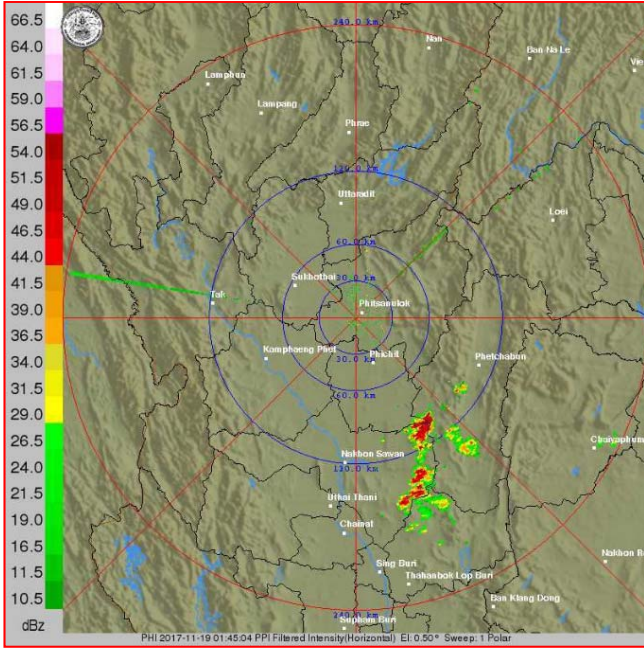 66.5
64.0
61.5
59.0
56.5
54.0
51.5
49.0
46.5
44.0
41.5
39.0
36.5
34.0
31.5
29.0
26.5
24.0
21.5
19.0
16.5
14.0
11.5
10.5
dBz
240.0 km
Nan
Ban Na Le
Vie
Lamphun
Lampang
Phrae
120.0 km
Uttaradit
Loei
60.0 km
30.0 km
Sukhothai
Tak
Phitsanulok
Kamphaeng Phet
30.0 km
Phichit
Phetchabun
60.0 km
Chaiyaphum
Nakhon Sawan
120.0 km
Uthai Thani
Chainat
Sing Buri
Nakhon R
Thahanbok Lop Buri
Ban Klang Dong
240.0 km
Suphan Buri
PHI 2017-11-19 01:45:04 PPI Filtered Intensity(Horizontal) El: 0.50° Sweep: 1 Polar